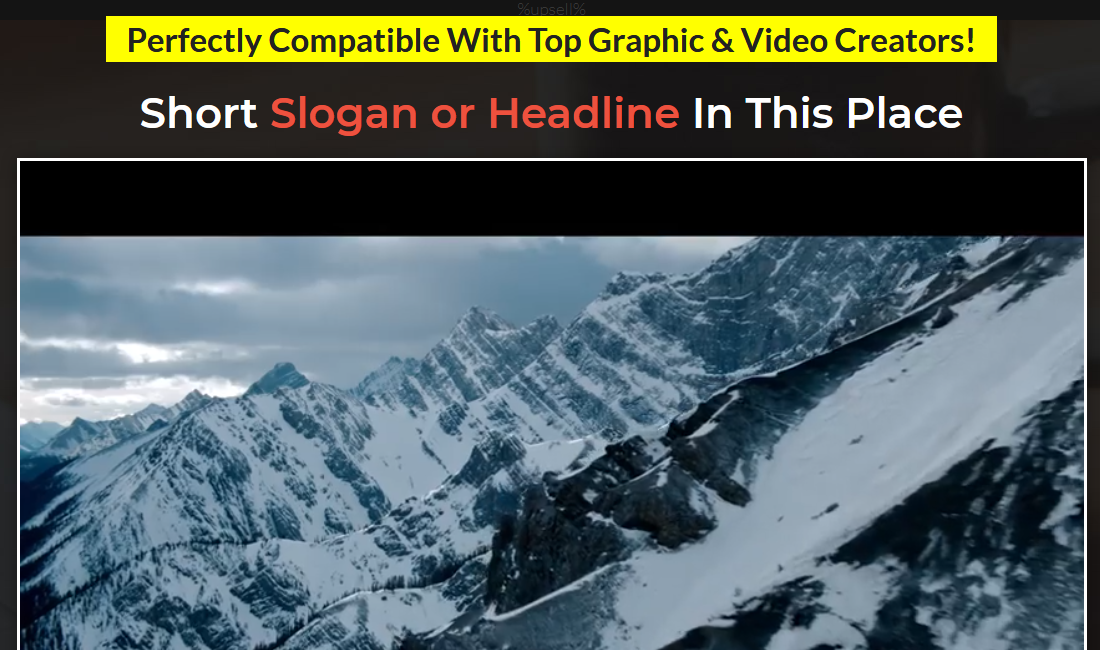 %upsell%
Perfectly Compatible With Top Graphic & Video Creators!
Short Slogan or Headline In This Place